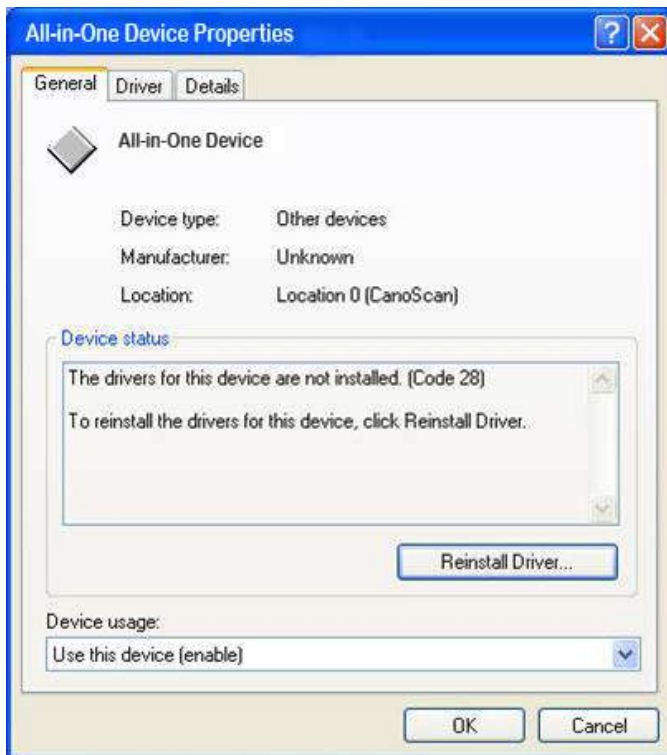 All-in-One Device Properties
General Driver Details
All-in-One Device
Device type: Other devices
Manufacturer: Unknown
Location: Location 0 (CanoScan)
Device status
The drivers for this device are not installed. (Code 28)
To reinstall the drivers for this device, click Reinstall Driver.
Reinstall Driver...
Device usage:
Use this device (enable)
OK Cancel